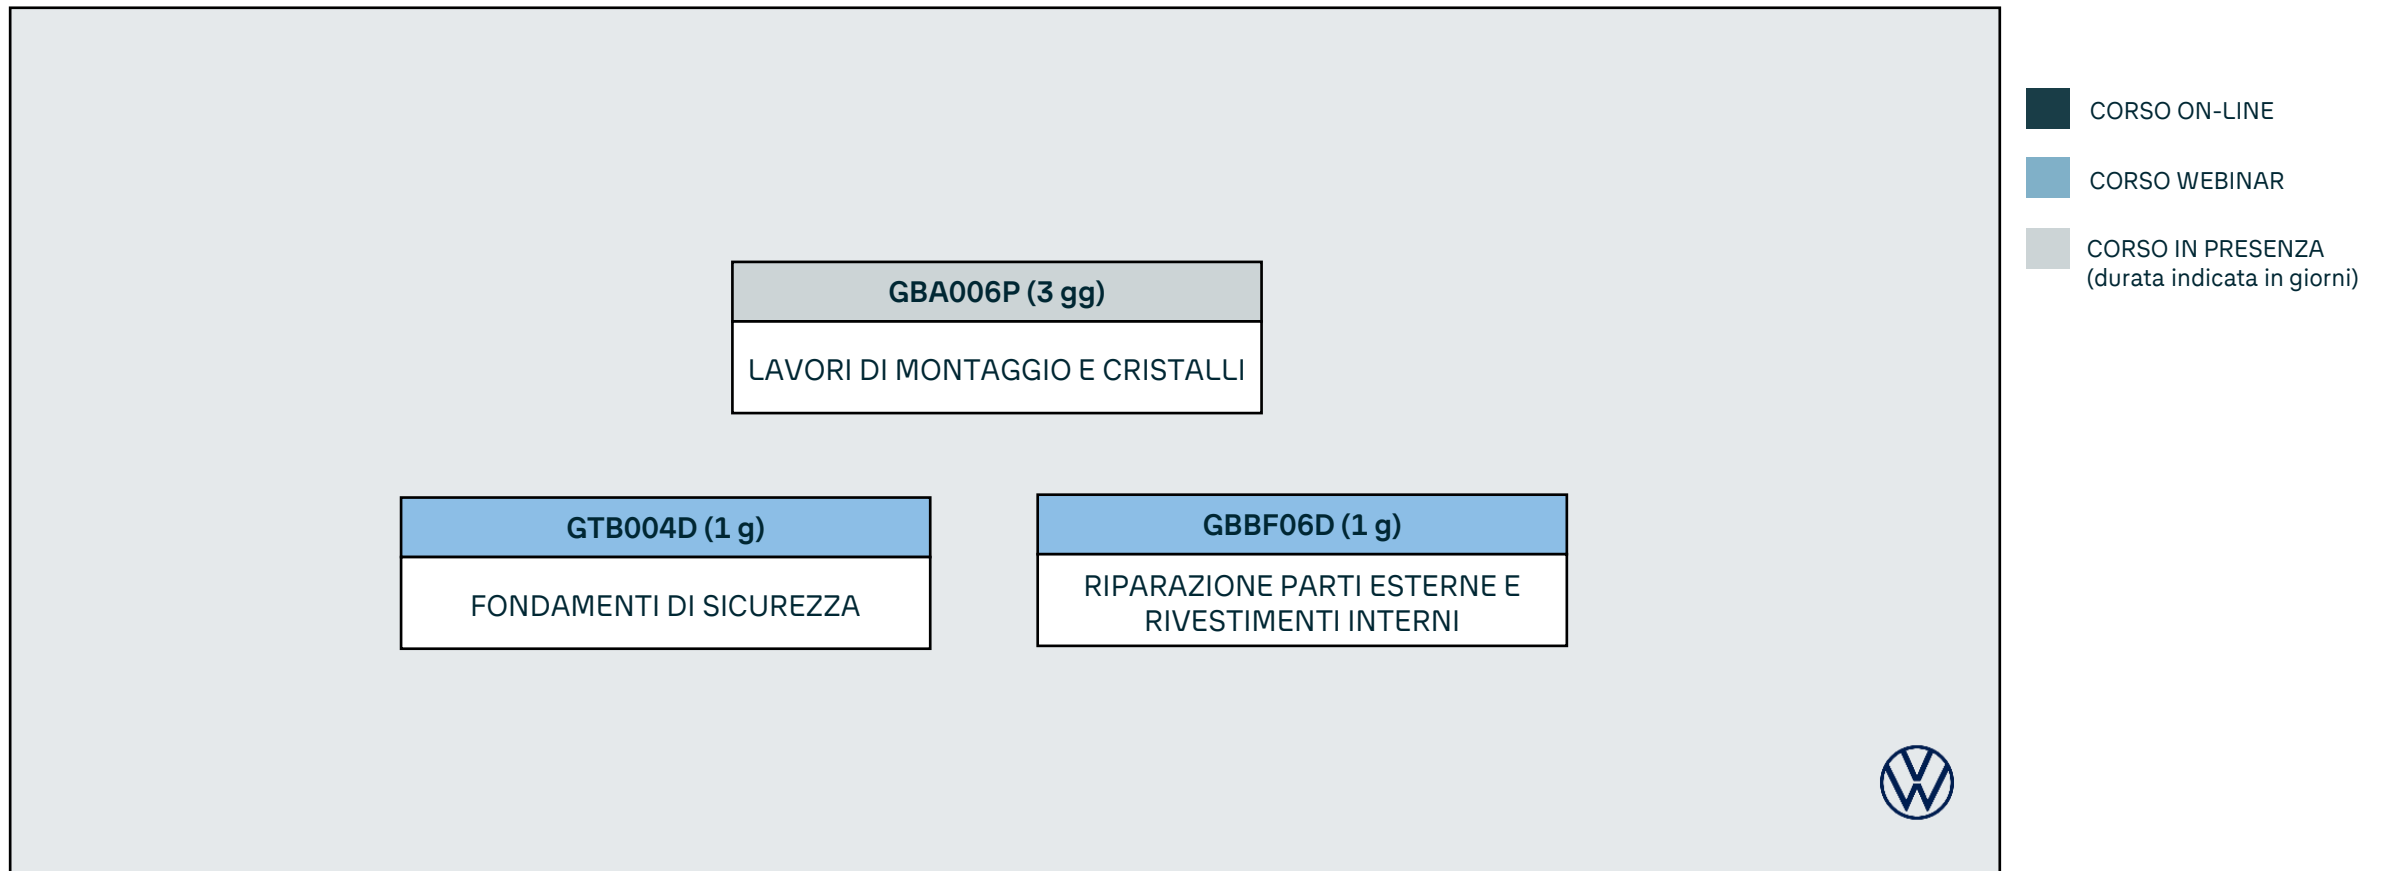 CORSO ON-LINE
CORSO WEBINAR
CORSO IN PRESENZA
(durata indicata in giorni)
GBA006P (3 gg)
LAVORI DI MONTAGGIO E CRISTALLI
GTB004D (1 g)
FONDAMENTI DI SICUREZZA
GBBF06D (1 g)
RIPARAZIONE PARTI ESTERNE E
RIVESTIMENTI INTERNI